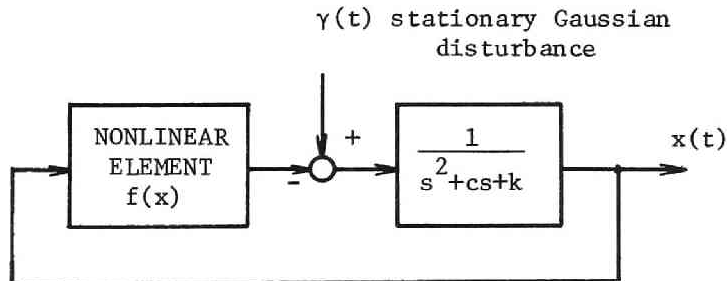 γ(t) stationary Gaussian
disturbance
NONLINEAR
ELEMENT
f(x)
+
-
1
s²+cs+k
x(t)